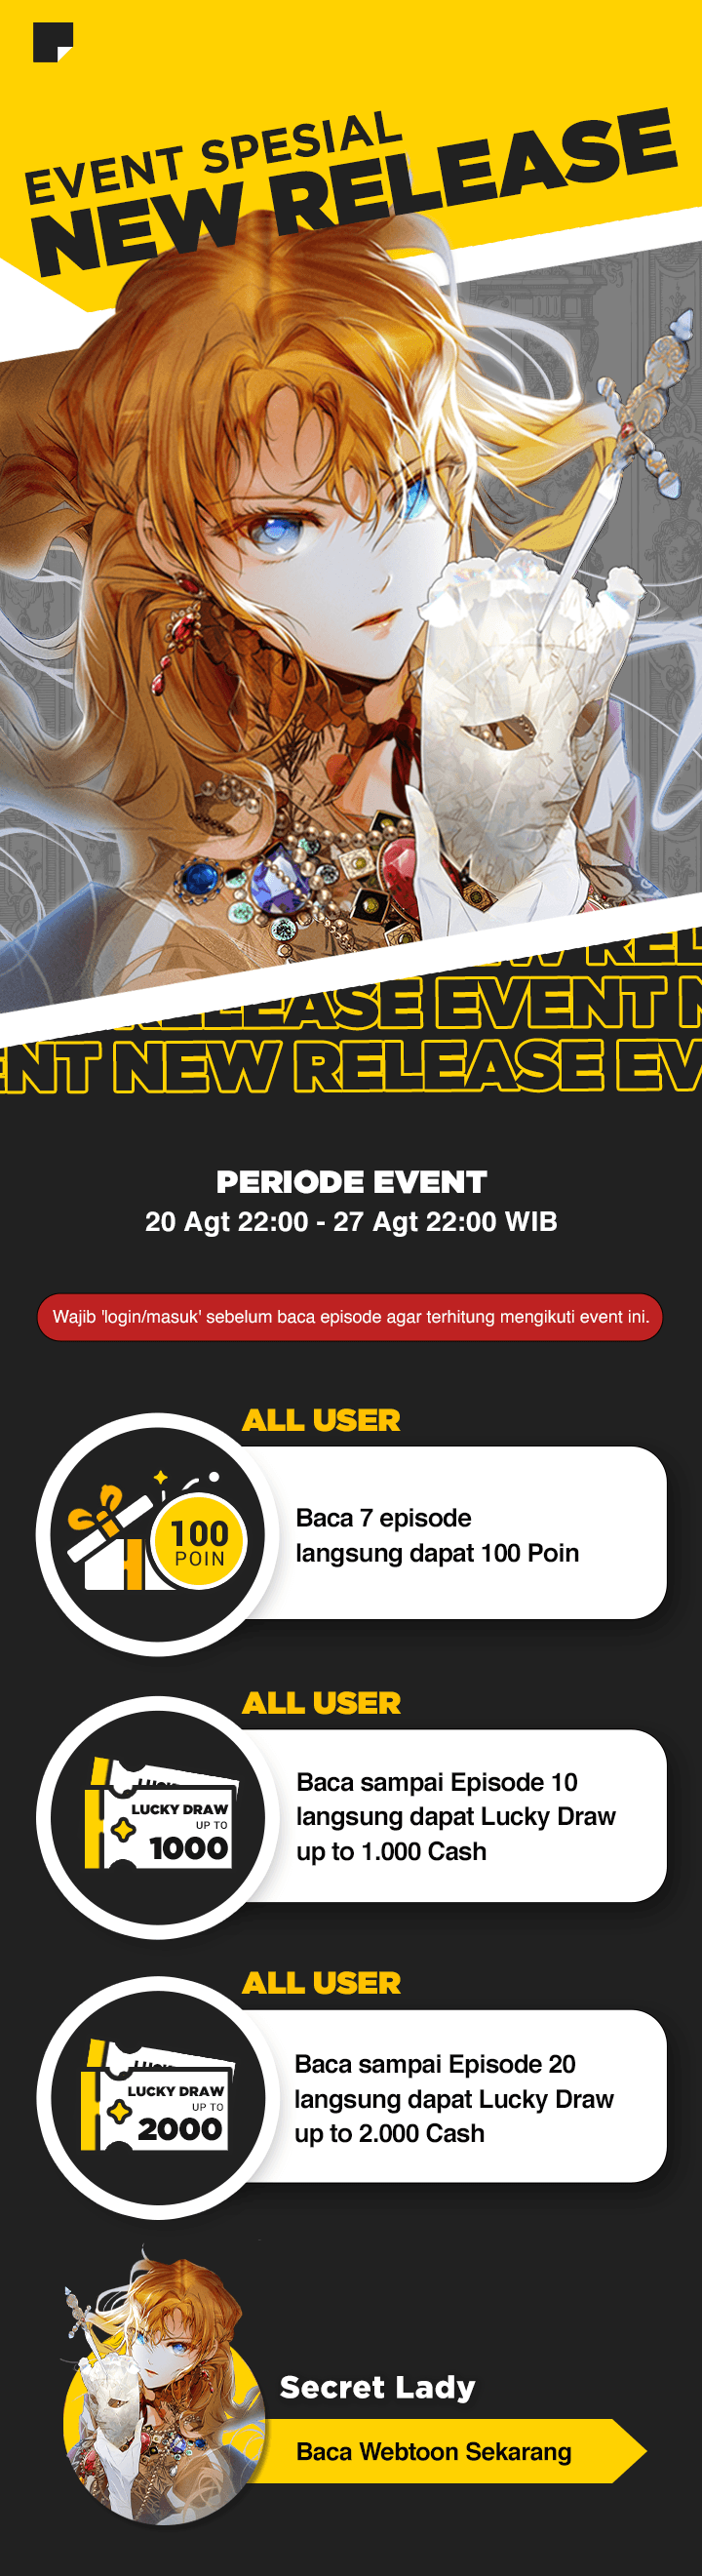 EVENT SPESIAL
NEW RELEASE
W REL
RELEASE EVENT N
ENT NEW RELEASE EV
PERIODE EVENT
20 Agt 22:00 - 27 Agt 22:00 WIB
Wajib 'login/masuk' sebelum baca episode agar terhitung mengikuti event ini.
ALL USER
100
POIN
Baca 7 episode
langsung dapat 100 Poin
ALL USER
LUCKY DRAW
UP TO
1000
Baca sampai Episode 10
langsung dapat Lucky Draw
up to 1.000 Cash
ALL USER
LUCKY DRAW
UP TO
2000
Baca sampai Episode 20
langsung dapat Lucky Draw
up to 2.000 Cash
Secret Lady
Baca Webtoon Sekarang